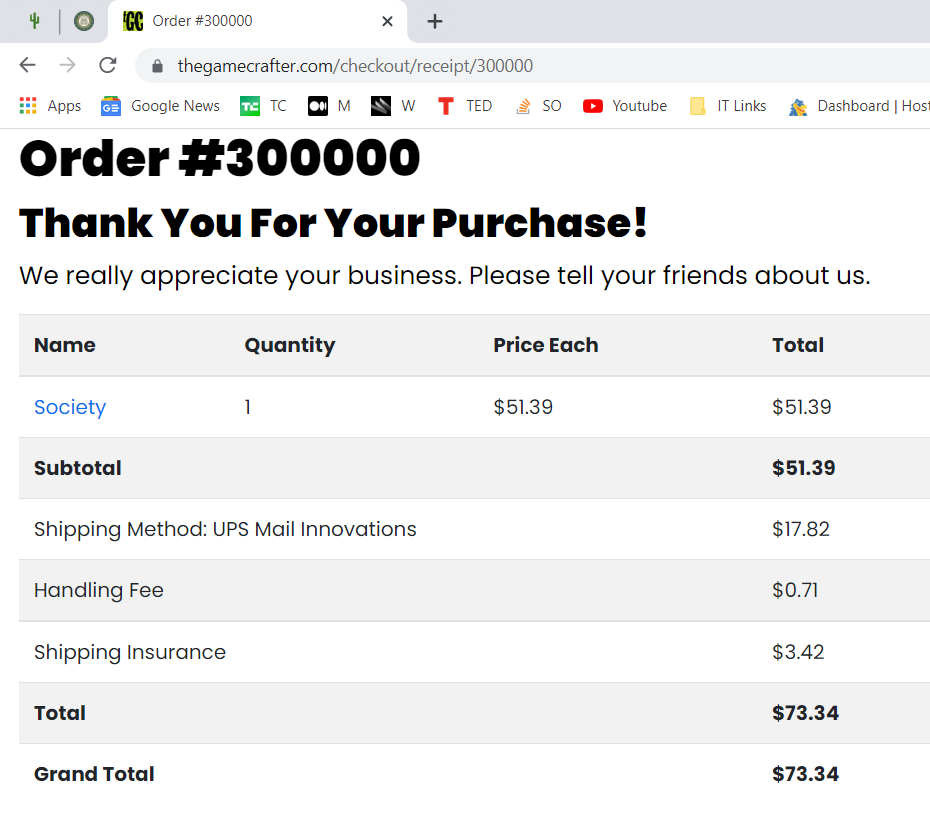 GC Order #300000
thegamecrafter.com/checkout/receipt/300000
Apps GE Google News TC TC M W T TED SO Youtube IT Links Dashboard | Host
Order #300000
Thank You For Your Purchase!
We really appreciate your business. Please tell your friends about us.
Name Quantity Price Each Total
Society 1 $51.39 $51.39
Subtotal $51.39
Shipping Method: UPS Mail Innovations $17.82
Handling Fee $0.71
Shipping Insurance $3.42
Total $73.34
Grand Total $73.34